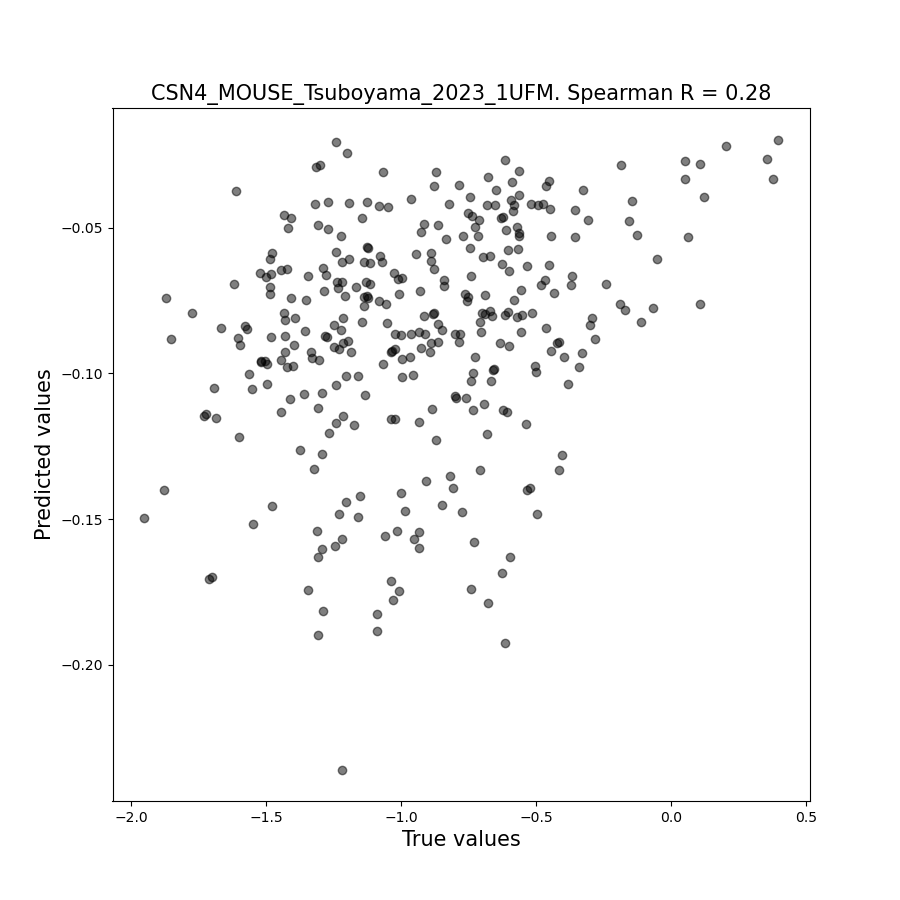 CSN4_MOUSE_Tsuboyama_2023_1UFM. Spearman R = 0.28
−0.05
−0.10
−0.15
−0.20
Predicted values
−2.0 −1.5 −1.0 −0.5 0.0 0.5
True values